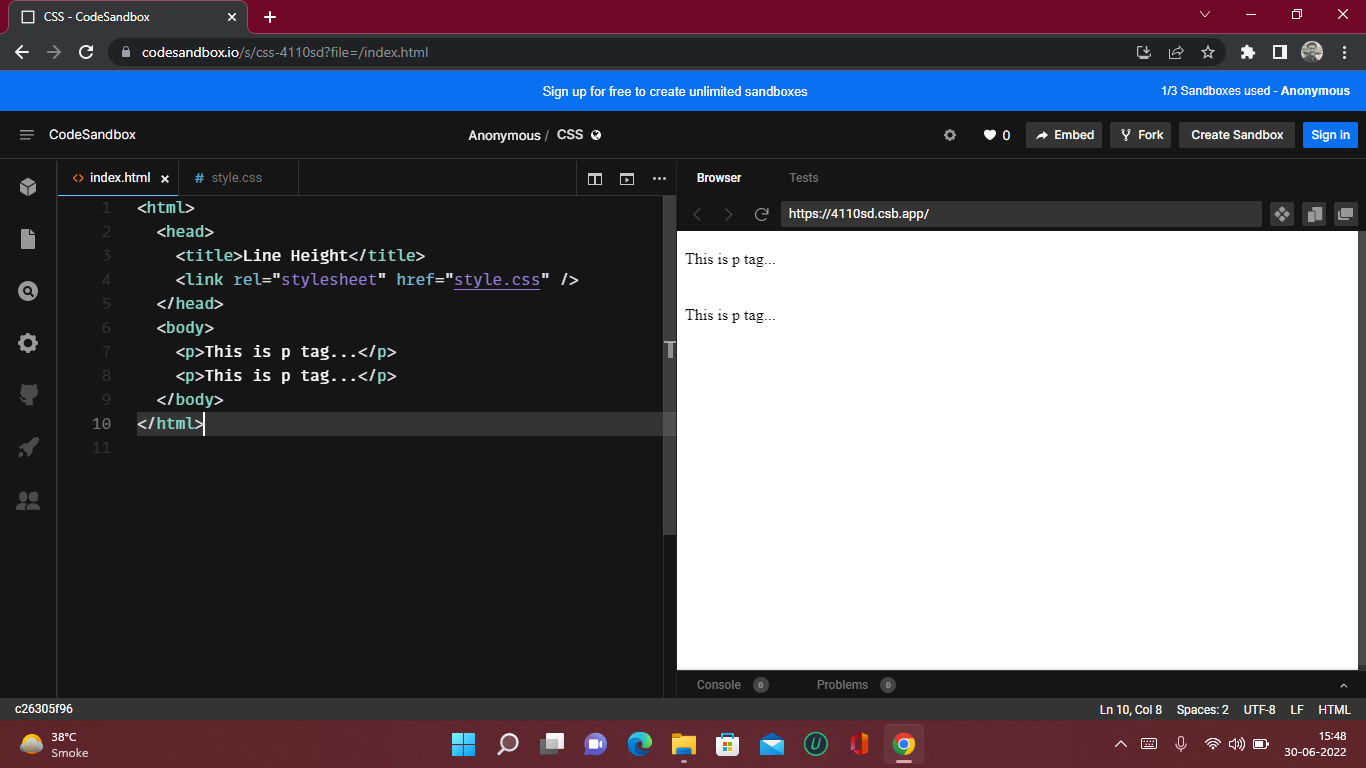 CSS - CodeSandbox
codesandbox.io/s/css-4110sd?file=/index.html
Sign up for free to create unlimited sandboxes
1/3 Sandboxes used - Anonymous
CodeSandbox
Anonymous / CSS
0
Embed
Fork
Create Sandbox
Sign in
index.html
# style.css
1 <html>
2 <head>
3 <title>Line Height</title>
4 <link rel="stylesheet" href="style.css" />
5 </head>
6 <body>
7 <p>This is p tag...</p>
8 <p>This is p tag...</p>
9 </body>
10 </html>
11
Browser
Tests
https://4110sd.csb.app/
This is p tag...
This is p tag...
Console 0
Problems 0
c26305f96
Ln 10, Col 8
Spaces: 2
UTF-8
LF
HTML
38°C
Smoke
15:48
30-06-2022